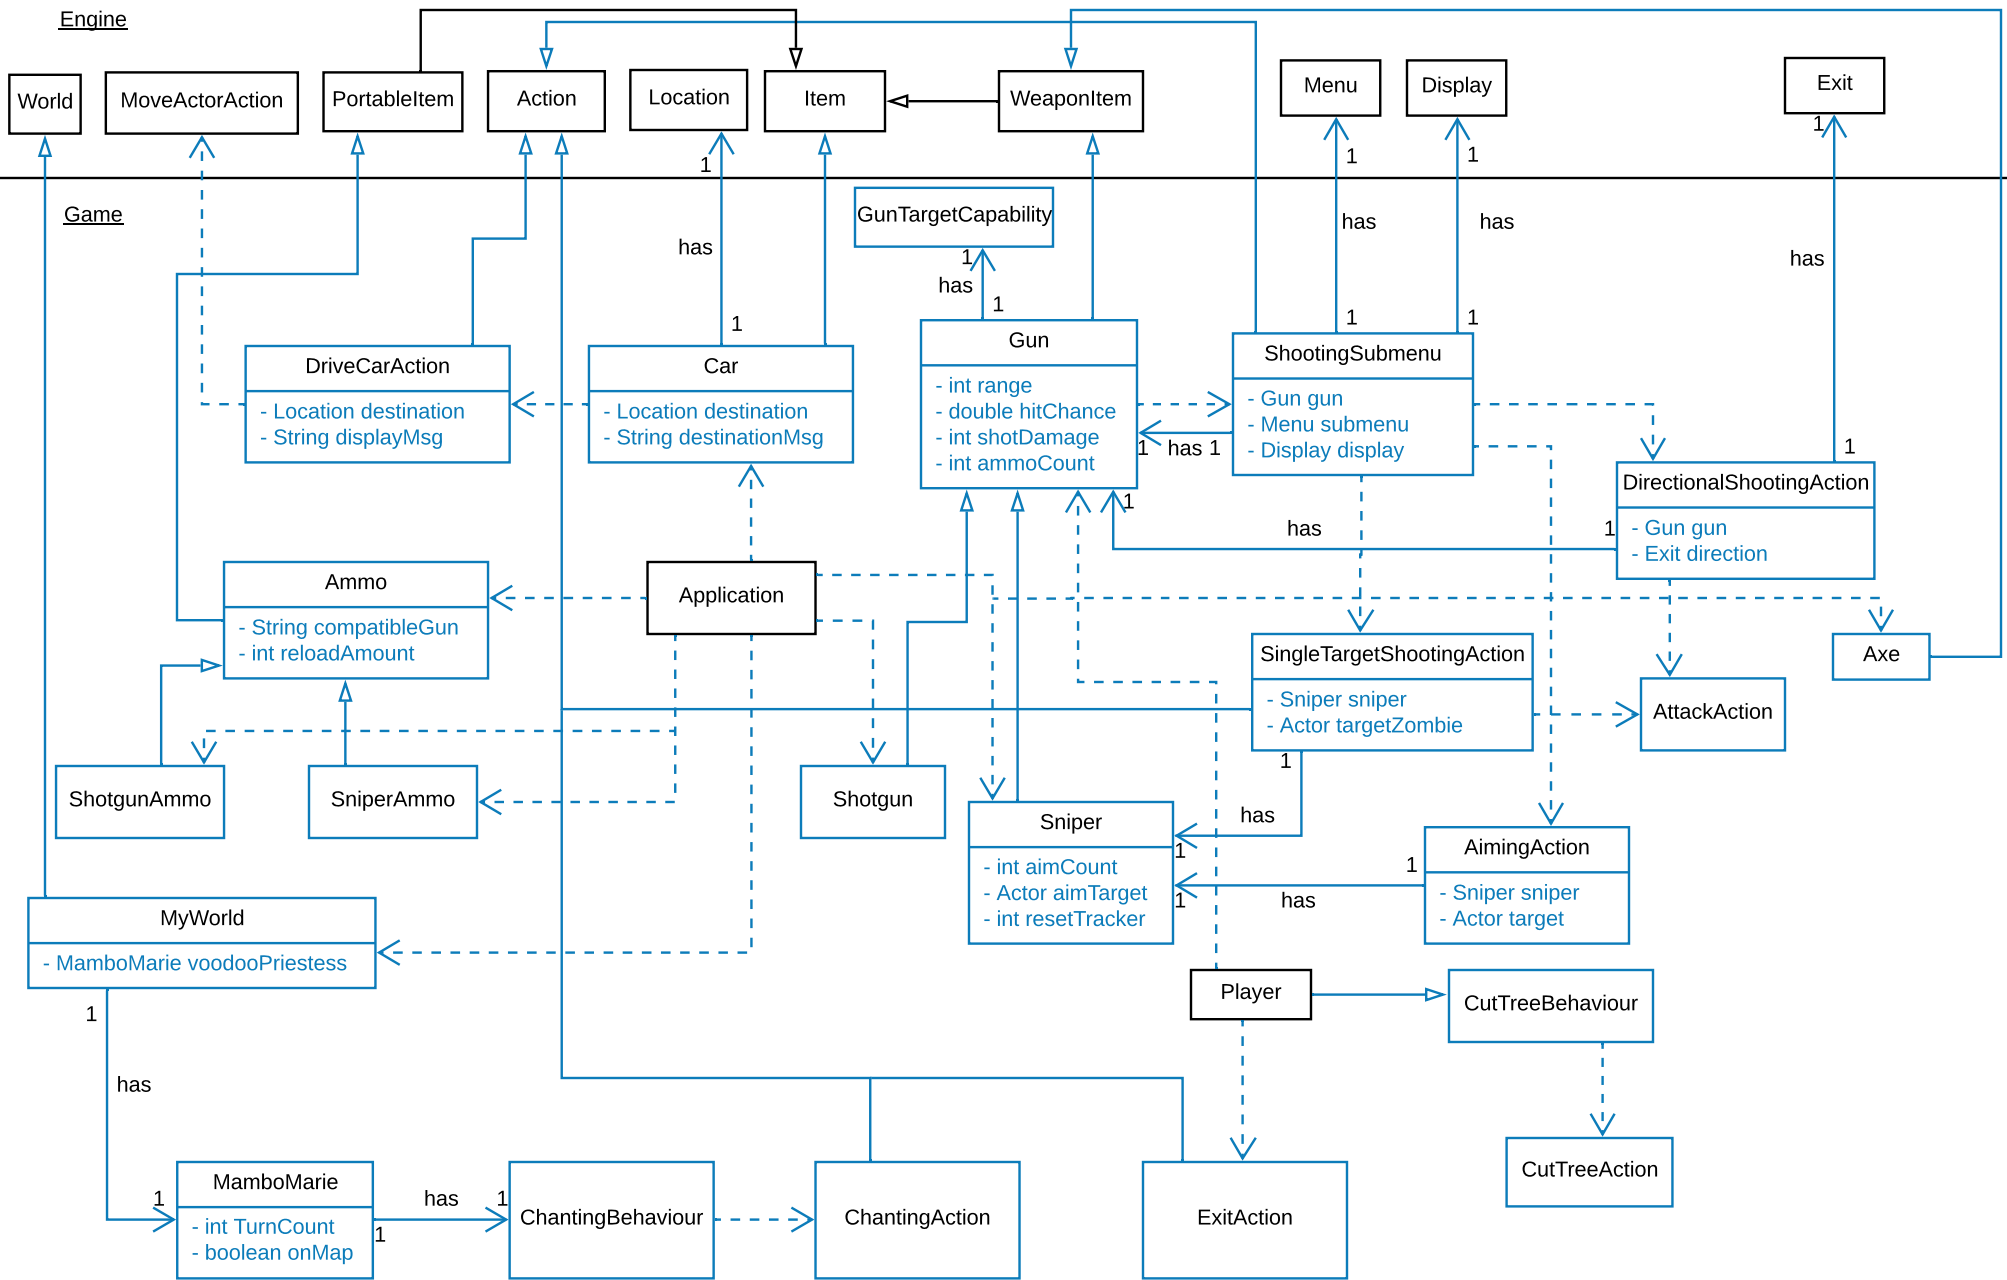 Engine
World
MoveActorAction
PortableItem
Action
Location
Item
WeaponItem
Menu
Display
Exit
1
1
1
1
Game
GunTargetCapability
has
has
has
has
1
has
1
1
1
1
Gun
- int range
- double hitChance
- int shotDamage
- int ammoCount
ShootingSubmenu
- Gun gun
- Menu submenu
- Display display
DriveCarAction
- Location destination
- String displayMsg
Car
- Location destination
- String destinationMsg
1 has 1
1
DirectionalShootingAction
- Gun gun
- Exit direction
1
has
1
Ammo
- String compatibleGun
- int reloadAmount
Application
SingleTargetShootingAction
- Sniper sniper
- Actor targetZombie
Axe
AttackAction
1
ShotgunAmmo
SniperAmmo
Shotgun
Sniper
- int aimCount
- Actor aimTarget
- int resetTracker
has
1
1
has
1
AimingAction
- Sniper sniper
- Actor target
MyWorld
- MamboMarie voodooPriestess
1
has
Player
CutTreeBehaviour
CutTreeAction
1
MamboMarie
- int TurnCount
- boolean onMap
has
1
1
ChantingBehaviour
ChantingAction
ExitAction